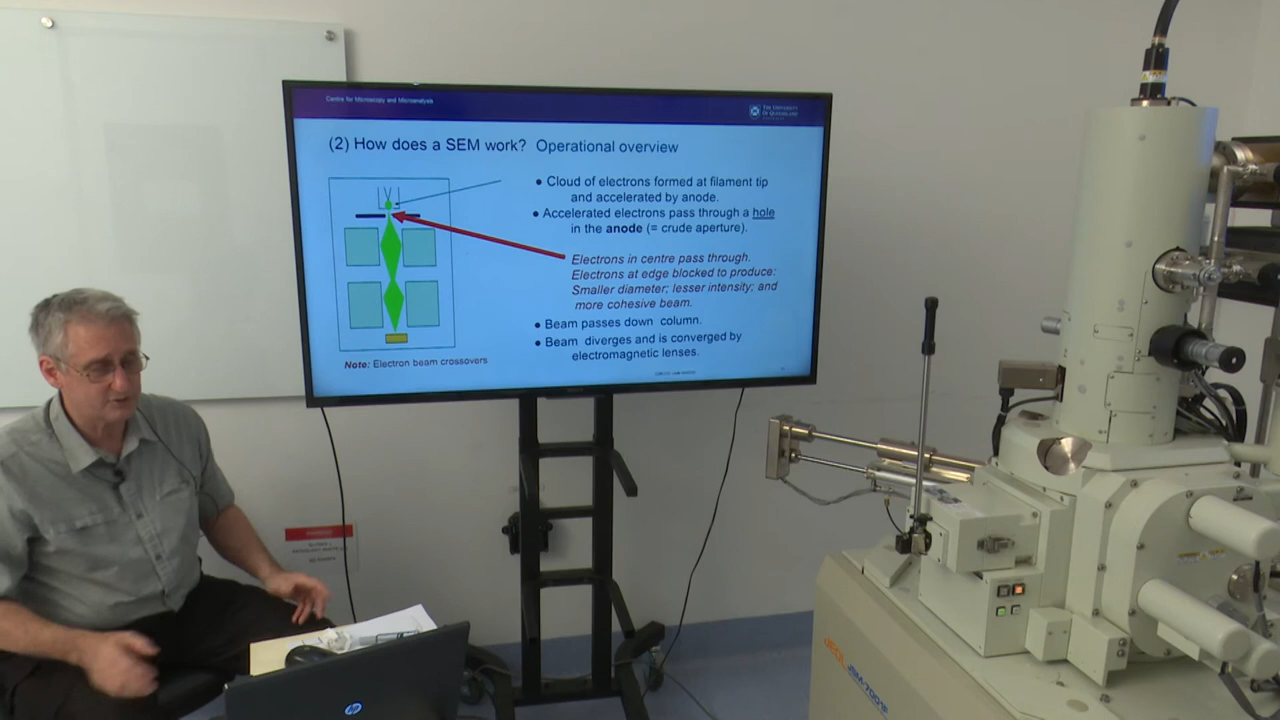 Centre for Microscopy and Microanalysis
THE UNIVERSITY
OF QUEENSLAND
(2) How does a SEM work? Operational overview
● Cloud of electrons formed at filament tip
and accelerated by anode.
● Accelerated electrons pass through a hole
in the anode (= crude aperture).
Electrons in centre pass through.
Electrons at edge blocked to produce:
Smaller diameter; lesser intensity; and
more cohesive beam.
● Beam passes down column.
● Beam diverges and is converged by
electromagnetic lenses.
Note: Electron beam crossovers
hp
JEOL